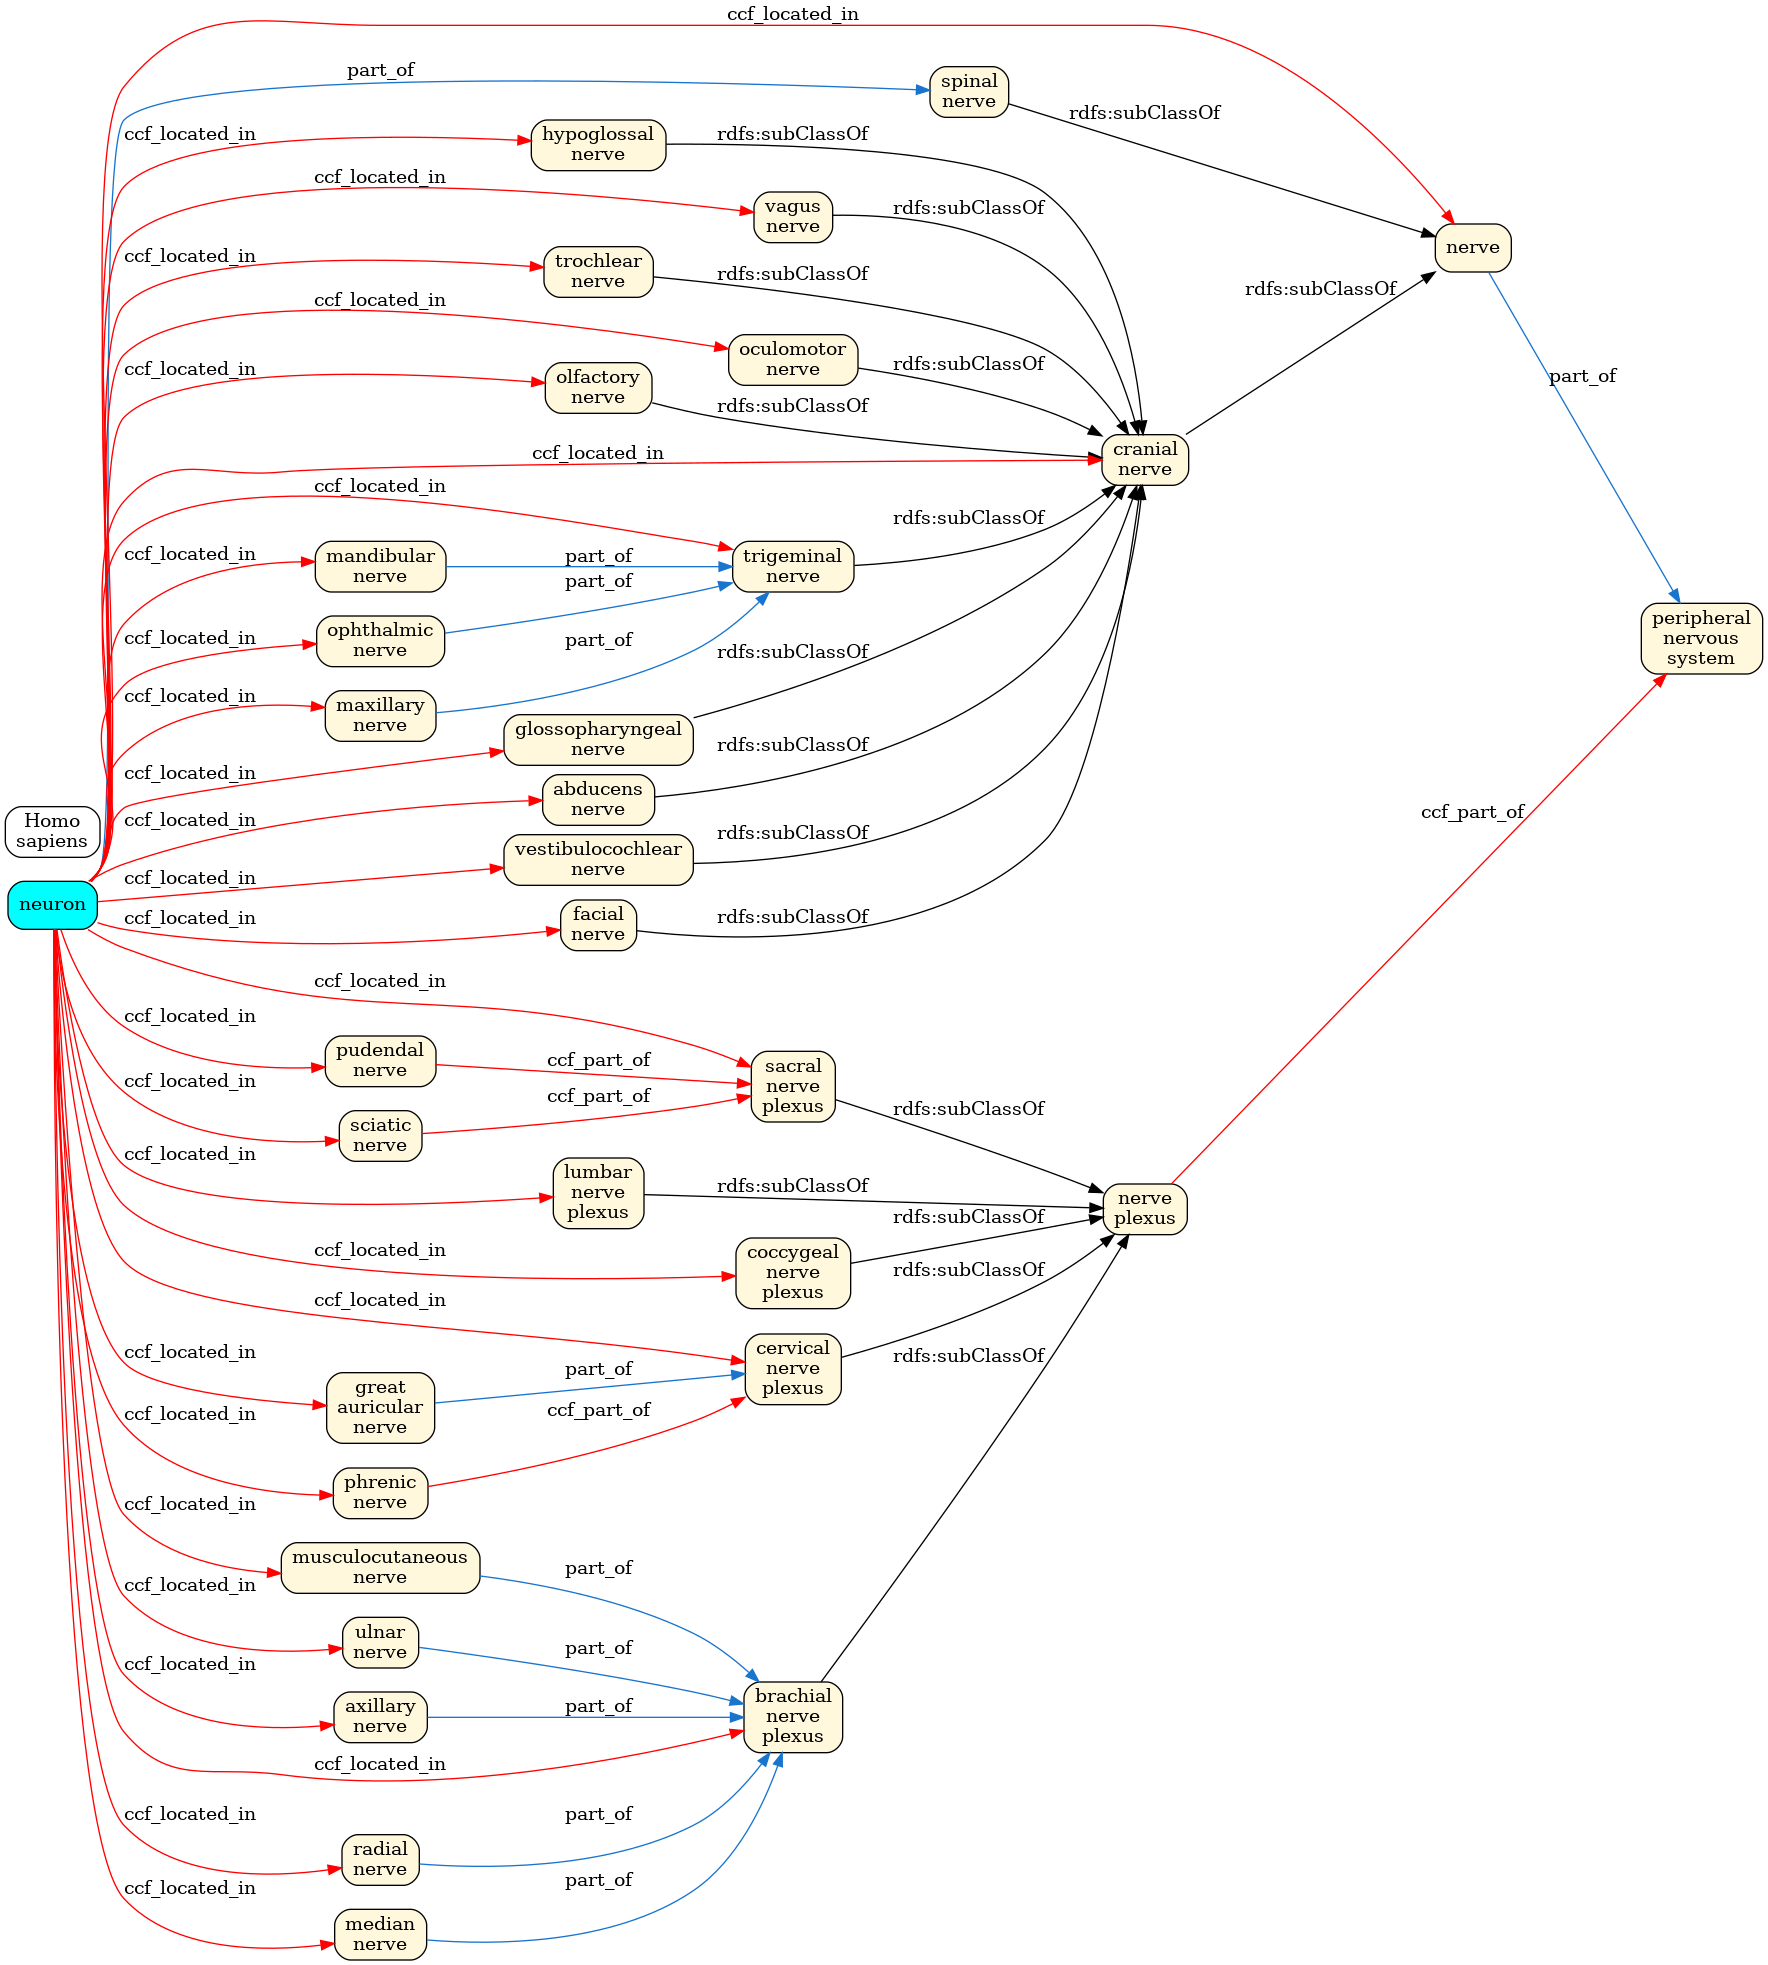 ccf_located_in
part_of
spinal
nerve
rdfs:subClassOf
ccf_located_in
hypoglossal
nerve
rdfs:subClassOf
ccf_located_in
vagus
nerve
rdfs:subClassOf
nerve
ccf_located_in
trochlear
nerve
rdfs:subClassOf
rdfs:subClassOf
ccf_located_in
oculomotor
nerve
rdfs:subClassOf
part_of
ccf_located_in
olfactory
nerve
rdfs:subClassOf
ccf_located_in
cranial
nerve
ccf_located_in
rdfs:subClassOf
ccf_located_in
mandibular
nerve
part_of
trigeminal
nerve
part_of
ccf_located_in
ophthalmic
nerve
part_of
rdfs:subClassOf
peripheral
nervous
system
ccf_located_in
maxillary
nerve
glossopharyngeal
nerve
rdfs:subClassOf
ccf_located_in
abducens
nerve
Homo
sapiens
ccf_located_in
rdfs:subClassOf
ccf_part_of
vestibulocochlear
nerve
neuron
ccf_located_in
ccf_located_in
facial
nerve
rdfs:subClassOf
ccf_located_in
ccf_located_in
pudendal
nerve
ccf_part_of
sacral
nerve
plexus
ccf_located_in
sciatic
nerve
ccf_part_of
rdfs:subClassOf
ccf_located_in
lumbar
nerve
plexus
rdfs:subClassOf
nerve
plexus
rdfs:subClassOf
ccf_located_in
coccygeal
nerve
plexus
rdfs:subClassOf
ccf_located_in
ccf_located_in
great
auricular
nerve
part_of
cervical
nerve
plexus
rdfs:subClassOf
ccf_located_in
ccf_part_of
phrenic
nerve
ccf_located_in
musculocutaneous
nerve
part_of
ccf_located_in
ulnar
nerve
part_of
ccf_located_in
axillary
nerve
part_of
brachial
nerve
plexus
ccf_located_in
ccf_located_in
radial
nerve
part_of
ccf_located_in
median
nerve
part_of